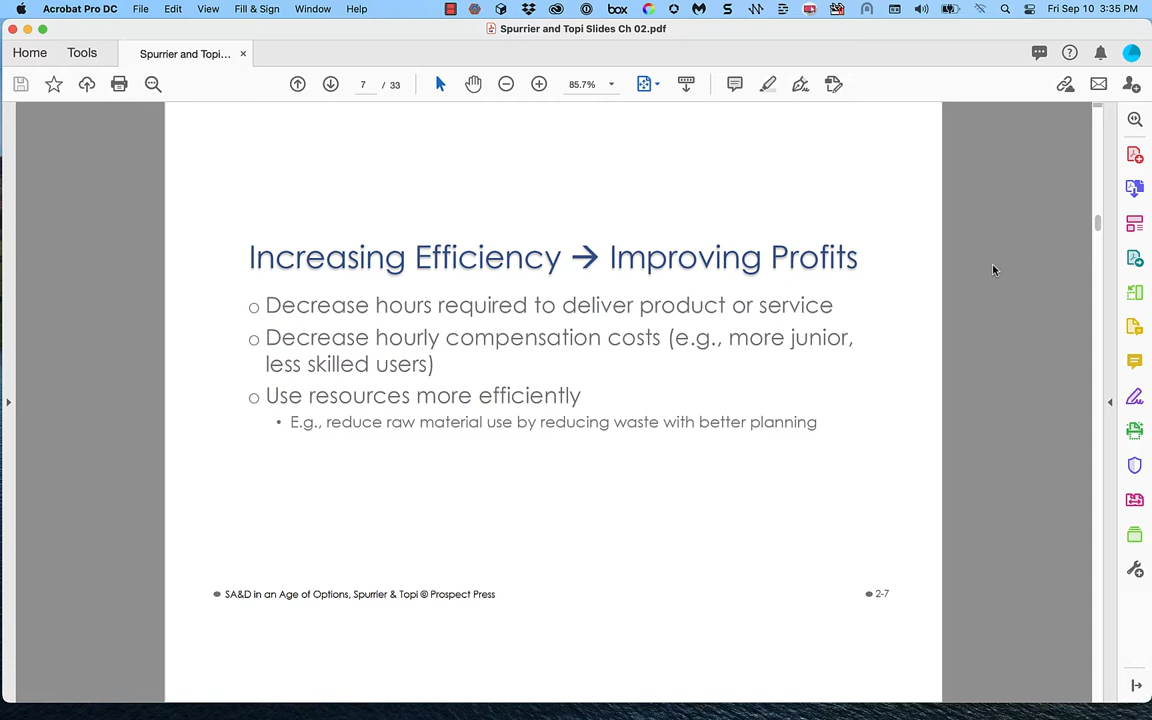 Acrobat Pro DC File Edit View Fill & Sign Window Help box Fri Sep 10 3:35 PM
Spurrier and Topi Slides Ch 02.pdf
Home Tools Spurrier and Topi... ×
7 / 33 85.7%
Increasing Efficiency → Improving Profits
o Decrease hours required to deliver product or service
o Decrease hourly compensation costs (e.g., more junior,
less skilled users)
o Use resources more efficiently
• E.g., reduce raw material use by reducing waste with better planning
SA&D in an Age of Options, Spurrier & Topi © Prospect Press
2-7